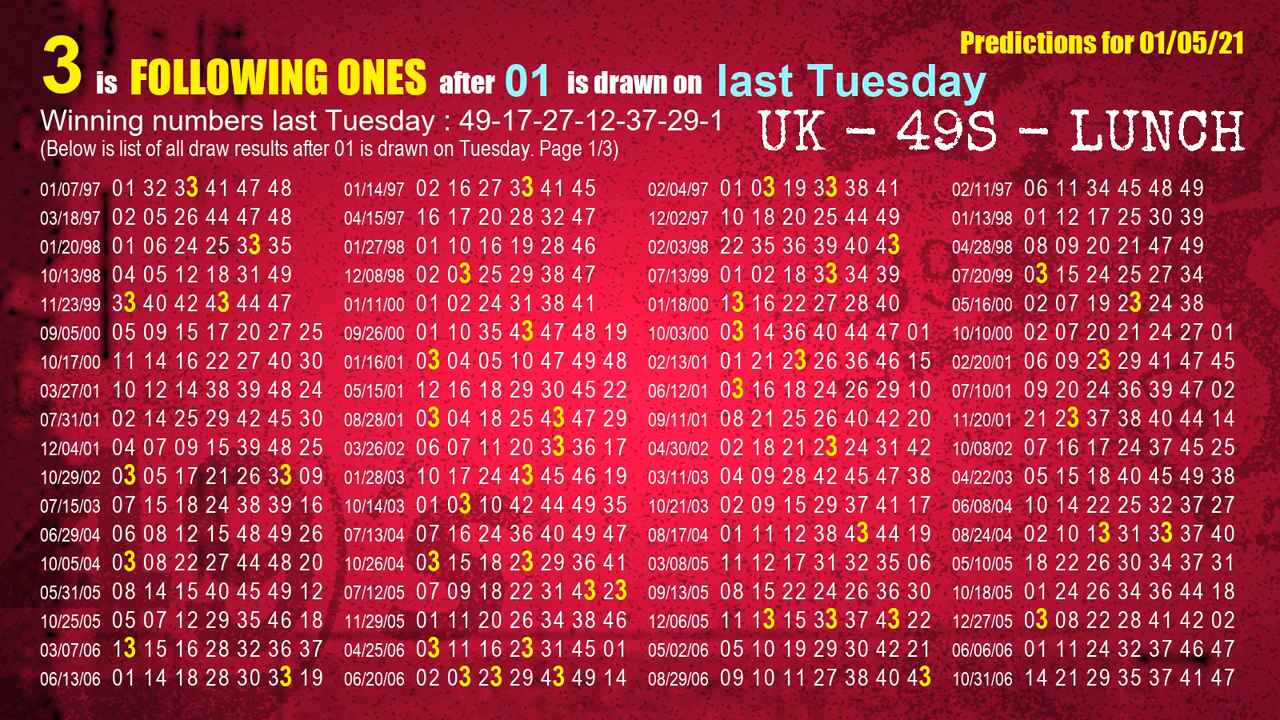 Predictions for 01/05/21
3 is FOLLOWING ONES after 01 is drawn on last Tuesday
Winning numbers last Tuesday : 49-17-27-12-37-29-1
UK - 49S - LUNCH
(Below is list of all draw results after 01 is drawn on Tuesday. Page 1/3)
01/07/97 01 32 33 41 47 48 01/14/97 02 16 27 33 41 45 02/04/97 01 03 19 33 38 41 02/11/97 06 11 34 45 48 49
03/18/97 02 05 26 44 47 48 04/15/97 16 17 20 28 32 47 12/02/97 10 18 20 25 44 49 01/13/98 01 12 17 25 30 39
01/20/98 01 06 24 25 33 35 01/27/98 01 10 16 19 28 46 02/03/98 22 35 36 39 40 43 04/28/98 08 09 20 21 47 49
10/13/98 04 05 12 18 31 49 12/08/98 02 03 25 29 38 47 07/13/99 01 02 18 33 34 39 07/20/99 03 15 24 25 27 34
11/23/99 33 40 42 43 44 47 01/11/00 01 02 24 31 38 41 01/18/00 13 16 22 27 28 40 05/16/00 02 07 19 23 24 38
09/05/00 05 09 15 17 20 27 25 09/26/00 01 10 35 43 47 48 19 10/03/00 03 14 36 40 44 47 01 10/10/00 02 07 20 21 24 27 01
10/17/00 11 14 16 22 27 40 30 01/16/01 03 04 05 10 47 49 48 02/13/01 01 21 23 26 36 46 15 02/20/01 06 09 23 29 41 47 45
03/27/01 10 12 14 38 39 48 24 05/15/01 12 16 18 29 30 45 22 06/12/01 03 16 18 24 26 29 10 07/10/01 09 20 24 36 39 47 02
07/31/01 02 14 25 29 42 45 30 08/28/01 03 04 18 25 43 47 29 09/11/01 08 21 25 26 40 42 20 11/20/01 21 23 37 38 40 44 14
12/04/01 04 07 09 15 39 48 25 03/26/02 06 07 11 20 33 36 17 04/30/02 02 18 21 23 24 31 42 10/08/02 07 16 17 24 37 45 25
10/29/02 03 05 17 21 26 33 09 01/28/03 10 17 24 43 45 46 19 03/11/03 04 09 28 42 45 47 38 04/22/03 05 15 18 40 45 49 38
07/15/03 07 15 18 24 38 39 16 10/14/03 01 03 10 42 44 49 35 10/21/03 02 09 15 29 37 41 17 06/08/04 10 14 22 25 32 37 27
06/29/04 06 08 12 15 48 49 26 07/13/04 07 16 24 36 40 49 47 08/17/04 01 11 12 38 43 44 19 08/24/04 02 10 13 31 33 37 40
10/05/04 03 08 22 27 44 48 20 10/26/04 03 15 18 23 29 36 41 03/08/05 11 12 17 31 32 35 06 05/10/05 18 22 26 30 34 37 31
05/31/05 08 14 15 40 45 49 12 07/12/05 07 09 18 22 31 43 23 09/13/05 08 15 22 24 26 36 30 10/18/05 01 24 26 34 36 44 18
10/25/05 05 07 12 29 35 46 18 11/29/05 01 11 20 26 34 38 46 12/06/05 11 13 15 33 37 43 22 12/27/05 03 08 22 28 41 42 02
03/07/06 13 15 16 28 32 36 37 04/25/06 03 11 16 23 31 45 01 05/02/06 05 10 19 29 30 42 21 06/06/06 01 11 24 32 37 46 47
06/13/06 01 14 18 28 30 33 19 06/20/06 02 03 23 29 43 49 14 08/29/06 09 10 11 27 38 40 43 10/31/06 14 21 29 35 37 41 47